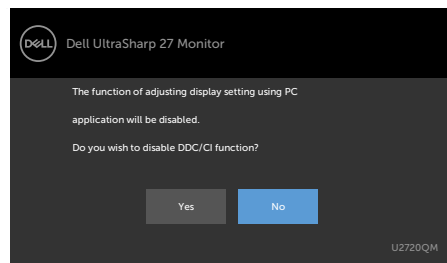 DELL
Dell UltraSharp 27 Monitor
The function of adjusting display setting using PC
application will be disabled.
Do you wish to disable DDC/CI function?
Yes
No
U2720QM